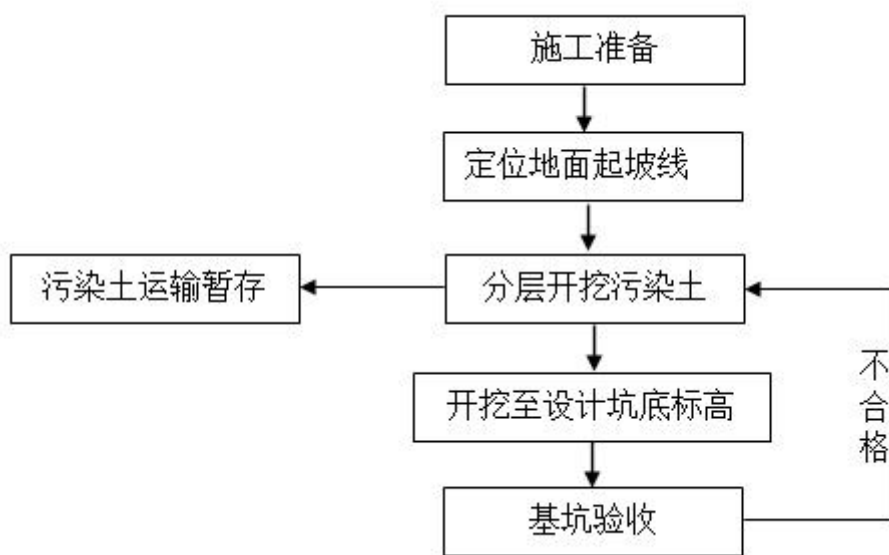 施工准备
定位地面起坡线
污染土运输暂存
分层开挖污染土
开挖至设计坑底标高
不
合
格
基坑验收